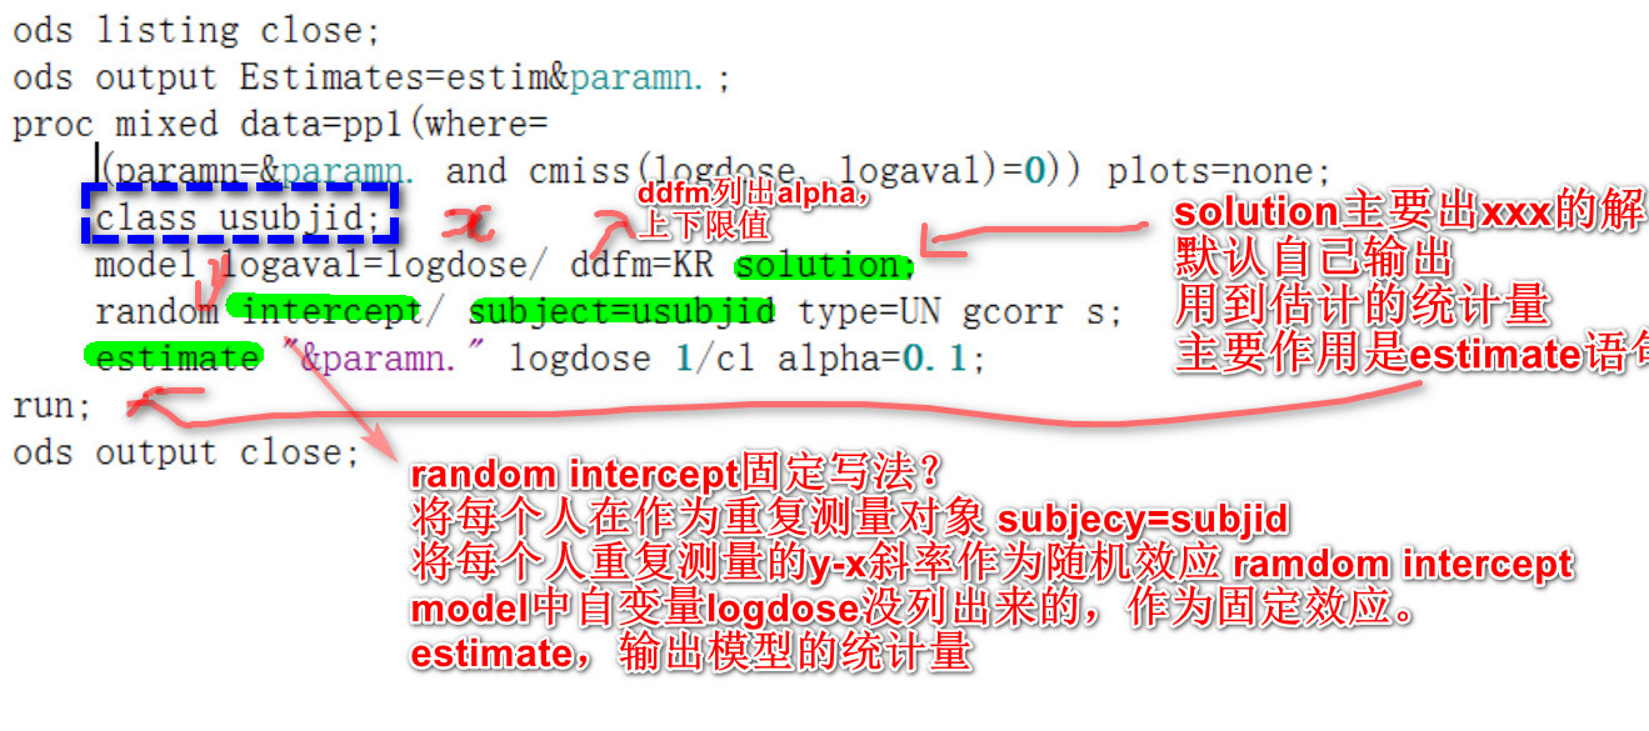 ods listing close;
ods output Estimates=estim&paramn. ;
proc mixed data=pp1(where=
(paramn=&paramn. and cmiss(logdose, logaval)=0)) plots=none;
ddfm列出alpha，
上下限值
class usubjid;
x
solution主要出xxx的解
默认自己输出
用到估计的统计量
主要作用是estimate语句
model logaval=logdose/ ddfm=KR solution;
y
random intercept/ subject=usubjid type=UN gcorr s;
estimate "&paramn." logdose 1/cl alpha=0.1;
run;
ods output close;
random intercept固定写法？
将每个人在作为重复测量对象 subjecy=subjid
将每个人重复测量的y-x斜率作为随机效应 ramdom intercept
model中自变量logdose没列出来的，作为固定效应。
estimate，输出模型的统计量